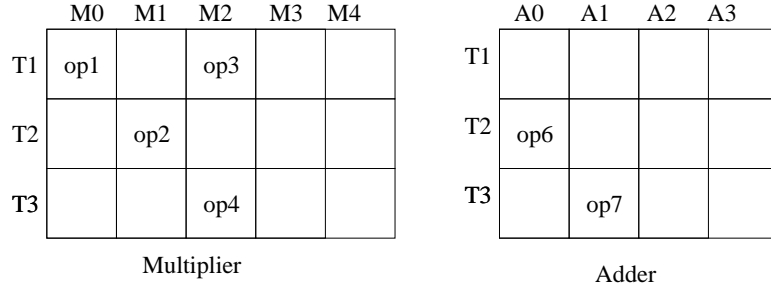 M0 M1 M2 M3 M4
T1 op1 op3
T2 op2
T3 op4
Multiplier
A0 A1 A2 A3
T1
T2 op6
T3 op7
Adder